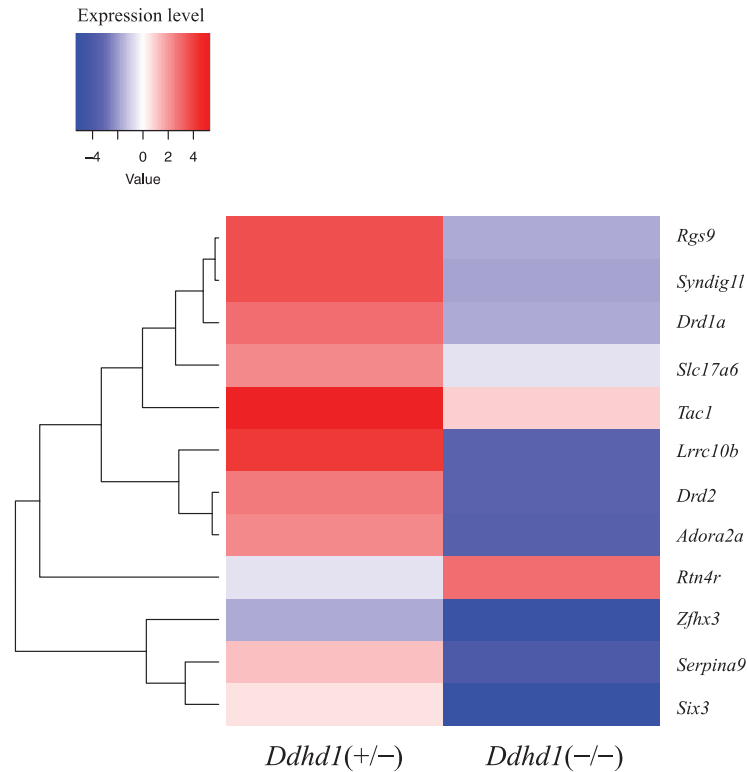 Expression level
−4 0 2 4
Value
Rgs9
Syndig1l
Drd1a
Slc17a6
Tac1
Lrrc10b
Drd2
Adora2a
Rtn4r
Zfhx3
Serpina9
Six3
Ddhd1(+/−) Ddhd1(−/−)